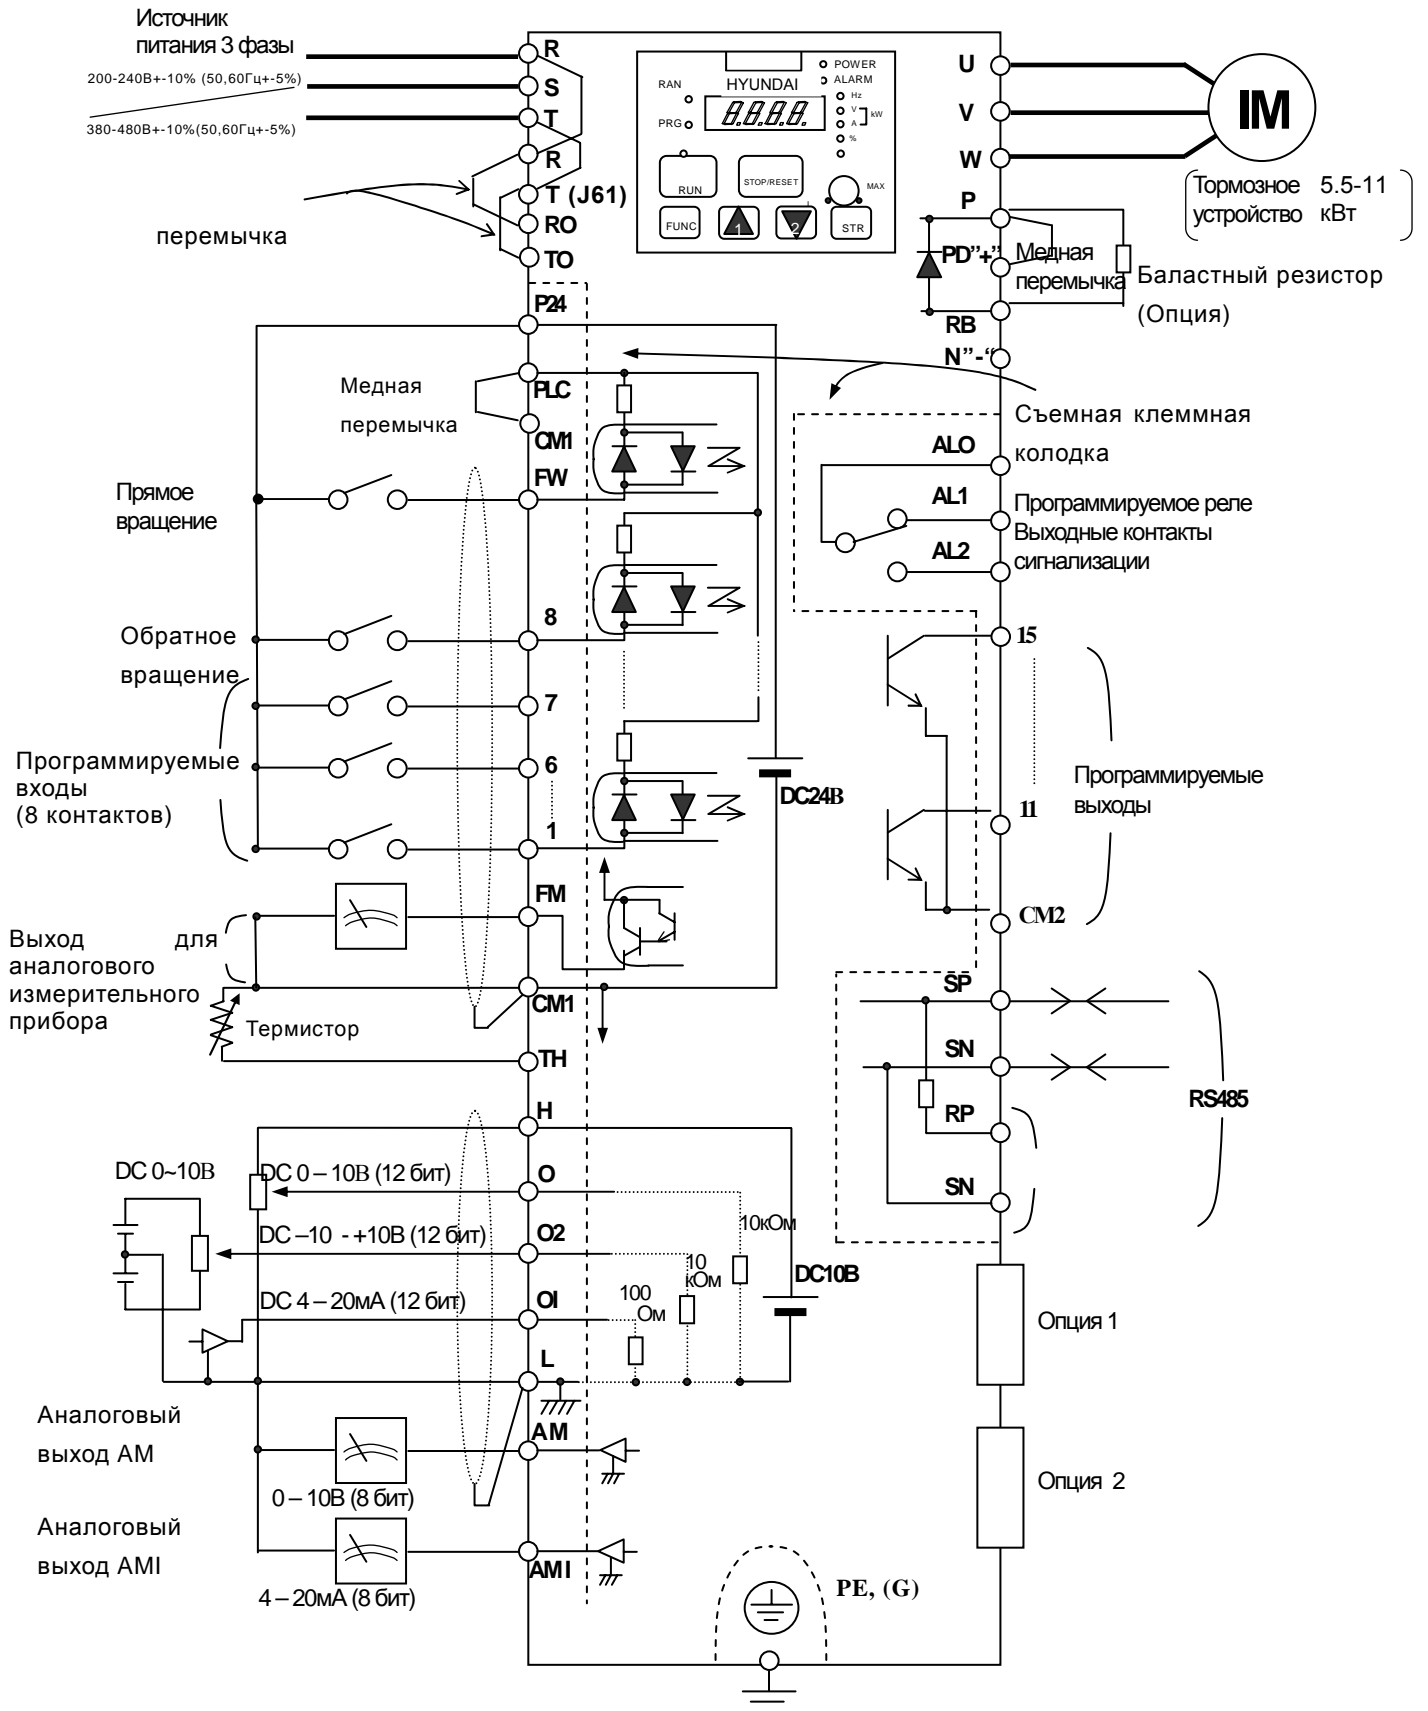 Источник
питания 3 фазы
200-240В+-10% (50,60Гц+-5%)
380-480В+-10%(50,60Гц+-5%)
R
S
T
R
T (J61)
RO
TO
перемычка
POWER
ALARM
RAN
HYUNDAI
Hz
V
kW
A
%
PRG
8.8.8.8.
RUN
STOP/RESET
MAX
FUNC
1
2
STR
U
V
W
IM
P
Тормозное 5.5-11
устройство кВт
PD”+”
Медная
перемычка
Баластный резистор
(Опция)
RB
N”-“
P24
PLC
Медная
перемычка
CM1
Съемная клеммная
колодка
FW
Прямое
вращение
ALO
AL1
AL2
Программируемое реле
Выходные контакты
сигнализации
8
Обратное
вращение
7
6
1
Программируемые
входы
(8 контактов)
DC24В
15
11
CM2
Программируемые
выходы
FM
Выход для
аналогового
измерительного
прибора
CM1
Термистор
TH
SP
SN
RP
SN
RS485
H
DC 0~10В
DC 0 – 10В (12 бит)
O
DC –10 - +10В (12 бит)
O2
DC 4 – 20мА (12 бит)
OI
L
10кОм
10
кОм
100
Ом
DC10В
Опция 1
Опция 2
Аналоговый
выход АМ
AM
0 – 10В (8 бит)
Аналоговый
выход AMI
AMI
4 – 20мА (8 бит)
PE, (G)